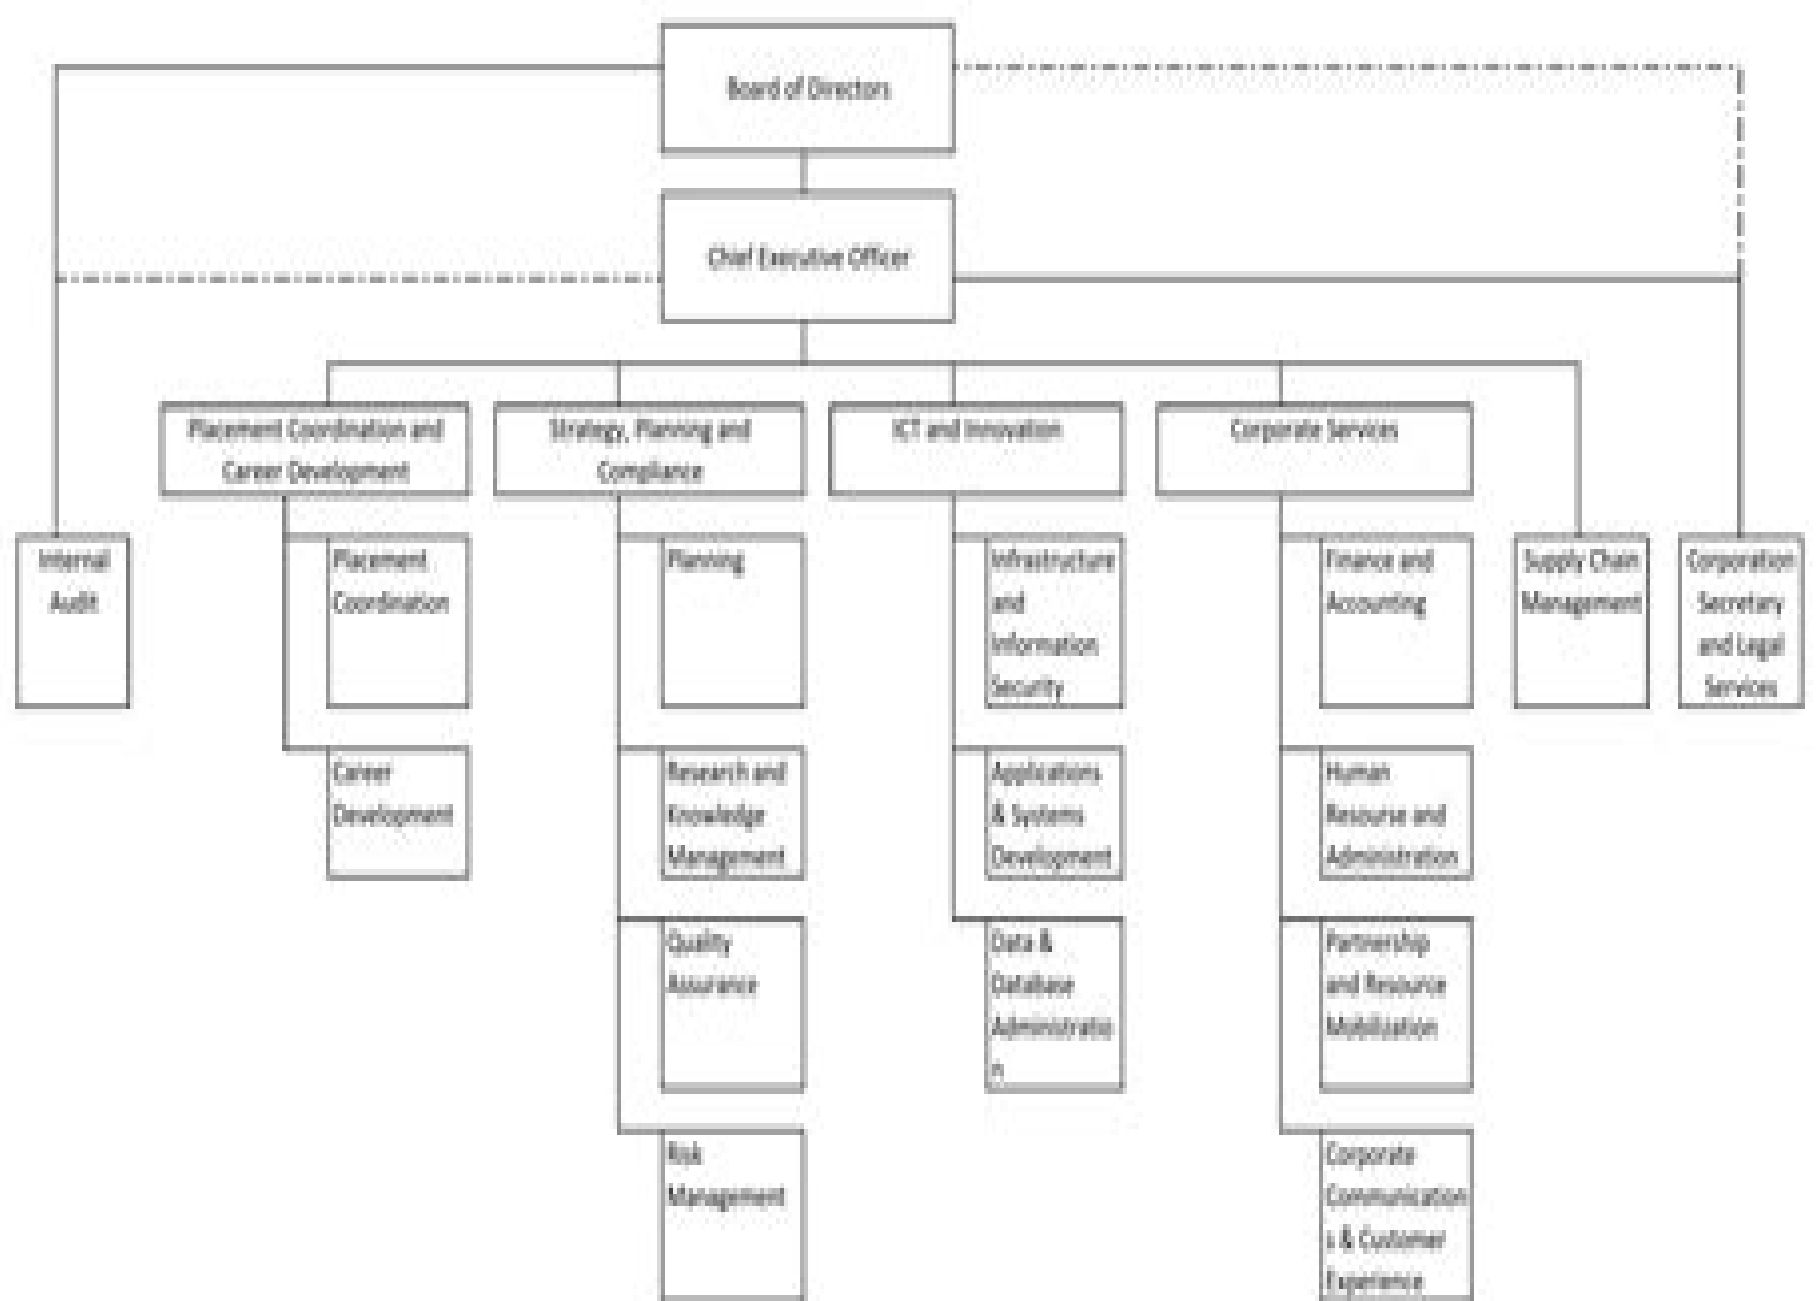 Board of Directors
Chief Executive Officer
Placement Coordination and
Career Development
Strategy, Planning and
Compliance
ICT and Innovation
Corporate Services
Internal
Audit
Placement
Coordination
Planning
Infrastructure
and
Information
Security
Finance and
Accounting
Supply Chain
Management
Corporation
Secretary
and Legal
Services
Career
Development
Research and
Knowledge
Management
Applications
& Systems
Development
Human
Resourse and
Administration
Quality
Assurance
Data &
Database
Administratio
n
Partnership
and Resource
Mobilization
Risk
Management
Corporate
Communication
s & Customer
Experience